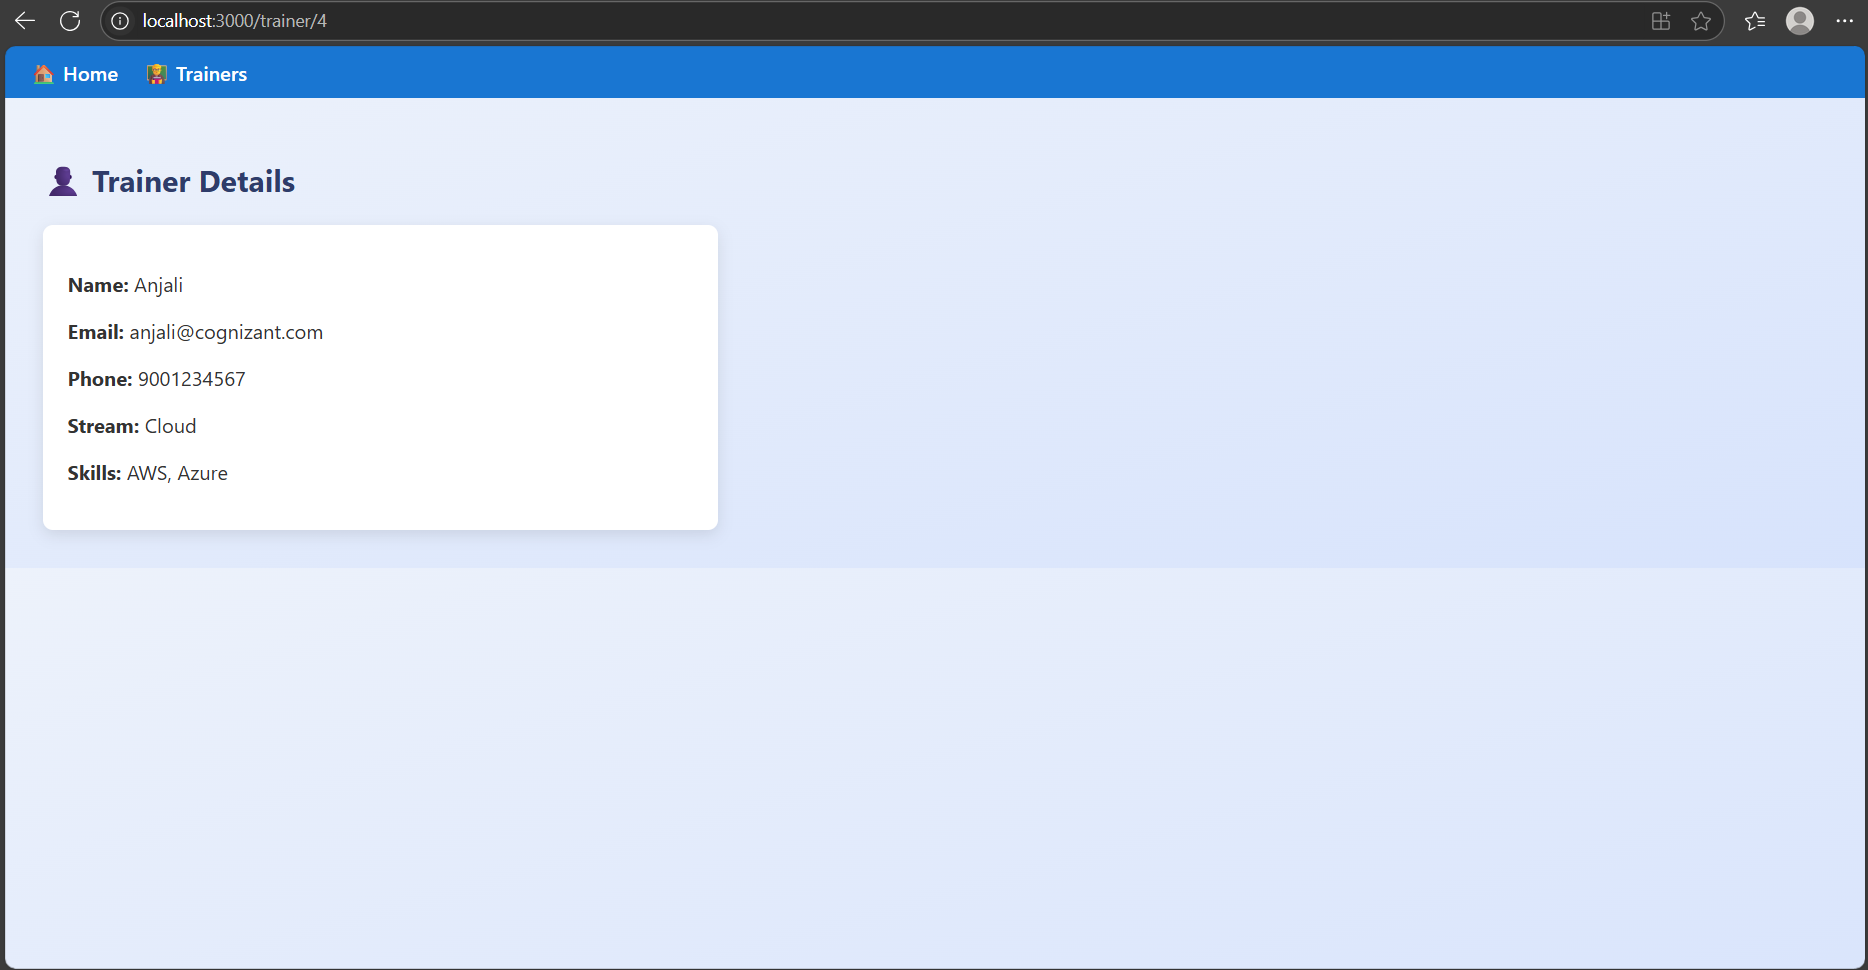 localhost:3000/trainer/4
Home Trainers
Trainer Details
Name: Anjali
Email: anjali@cognizant.com
Phone: 9001234567
Stream: Cloud
Skills: AWS, Azure